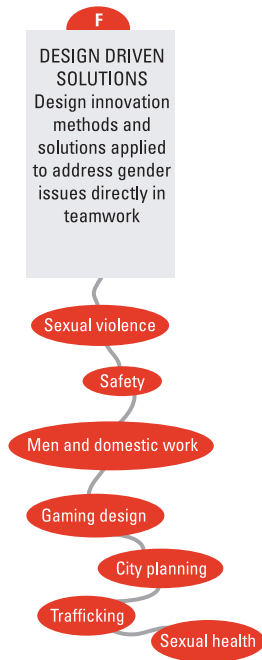 F
DESIGN DRIVEN
SOLUTIONS
Design innovation
methods and
solutions applied
to address gender
issues directly in
teamwork
Sexual violence
Safety
Men and domestic work
Gaming design
City planning
Trafficking
Sexual health